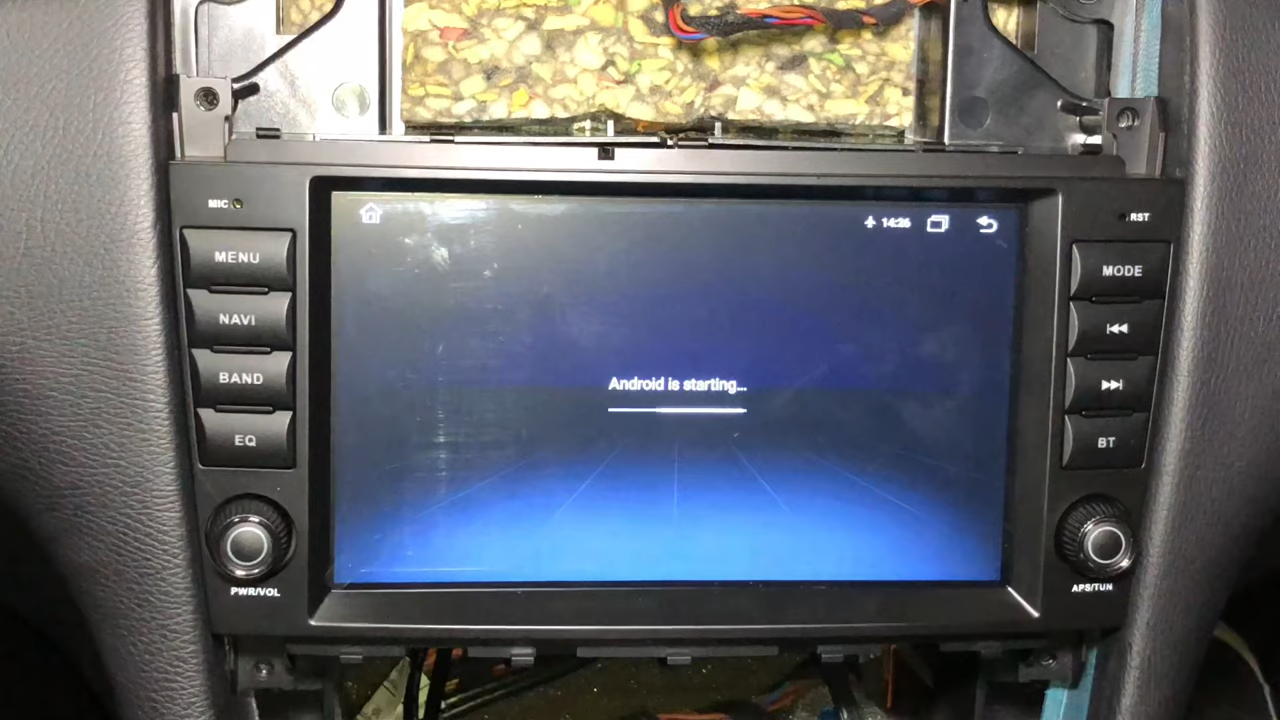 MIC
RST
14:26
MENU
NAVI
BAND
EQ
Android is starting...
MODE
BT
PWR/VOL
APS/TUN